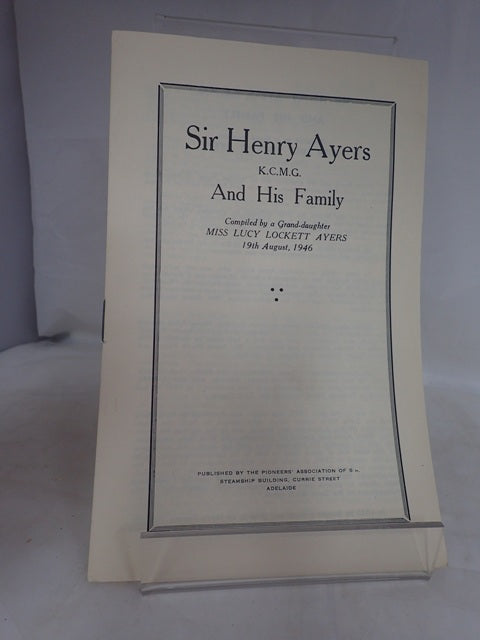 Sir Henry Ayers
K.C.M.G.
And His Family
Compiled by a Grand-daughter
MISS LUCY LOCKETT AYERS
19th August, 1946
PUBLISHED BY THE PIONEERS' ASSOCIATION OF S
STEAMSHIP BUILDING, CURRIE STREET
ADELAIDE